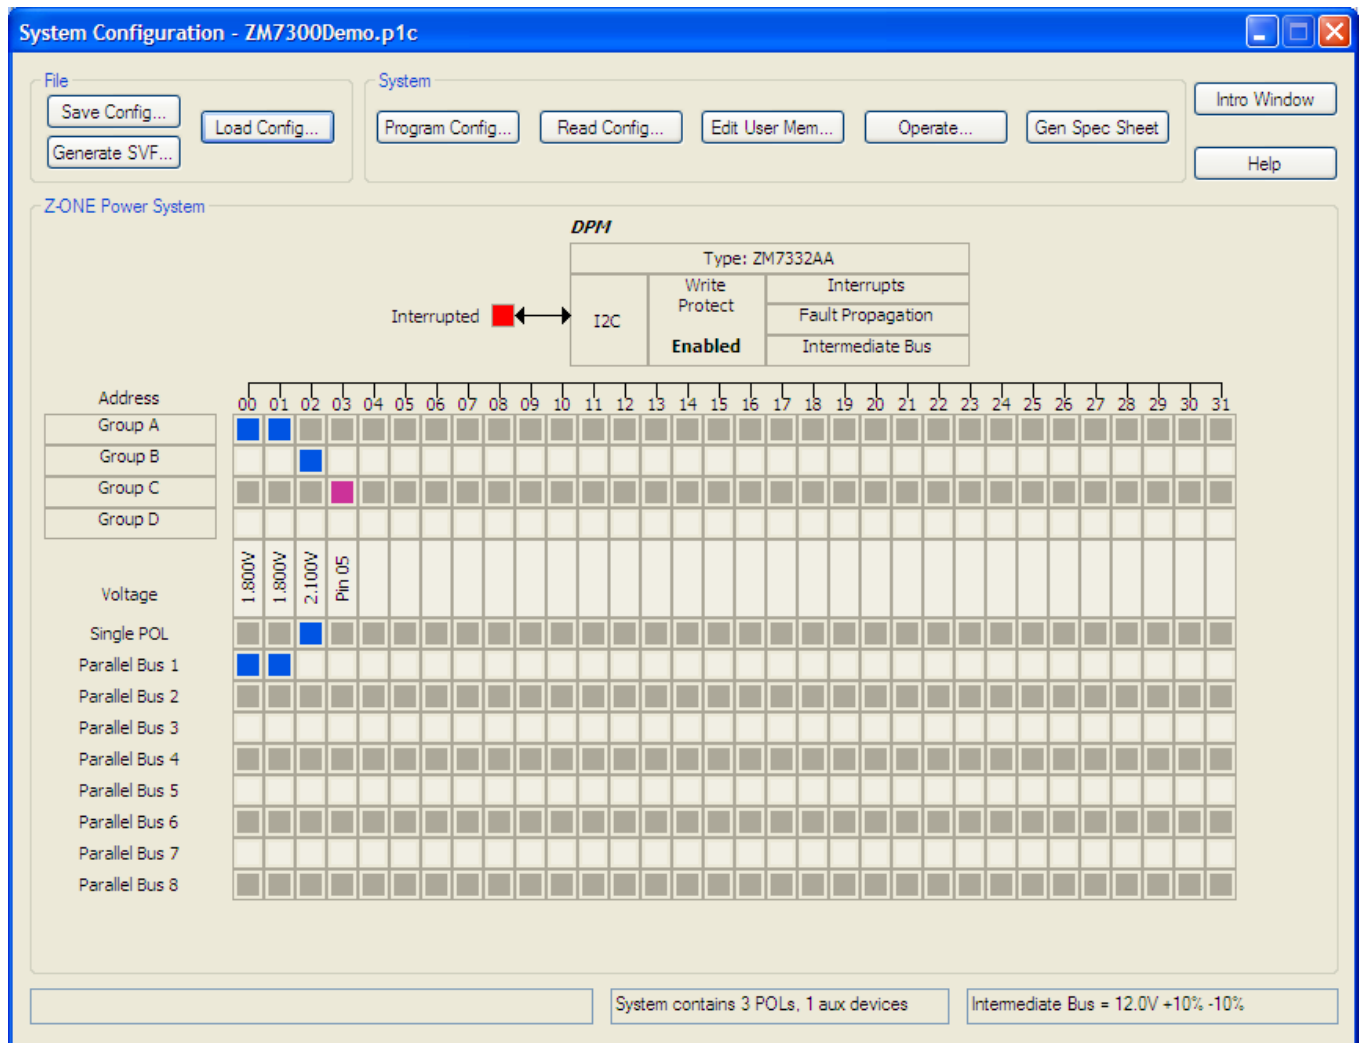 System Configuration - ZM7300Demo.p1c
File
System
Save Config...
Load Config...
Generate SVF...
Program Config...
Read Config...
Edit User Mem...
Operate...
Gen Spec Sheet
Intro Window
Help
Z-ONE Power System
DPM
Type: ZM7332AA
Interrupted
I2C
Write
Protect
Enabled
Interrupts
Fault Propagation
Intermediate Bus
Address
00 01 02 03 04 05 06 07 08 09 10 11 12 13 14 15 16 17 18 19 20 21 22 23 24 25 26 27 28 29 30 31
Group A
Group B
Group C
Group D
Voltage
1.800V
1.800V
2.100V
Pin 05
Single POL
Parallel Bus 1
Parallel Bus 2
Parallel Bus 3
Parallel Bus 4
Parallel Bus 5
Parallel Bus 6
Parallel Bus 7
Parallel Bus 8
System contains 3 POLs, 1 aux devices
Intermediate Bus = 12.0V +10% -10%